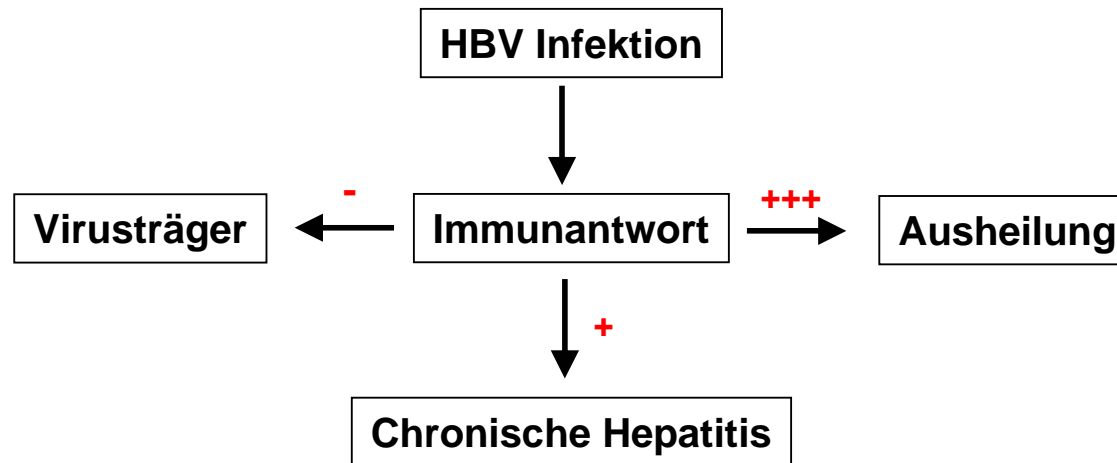 HBV Infektion
- +++
Virusträger Immunantwort Ausheilung
+
Chronische Hepatitis